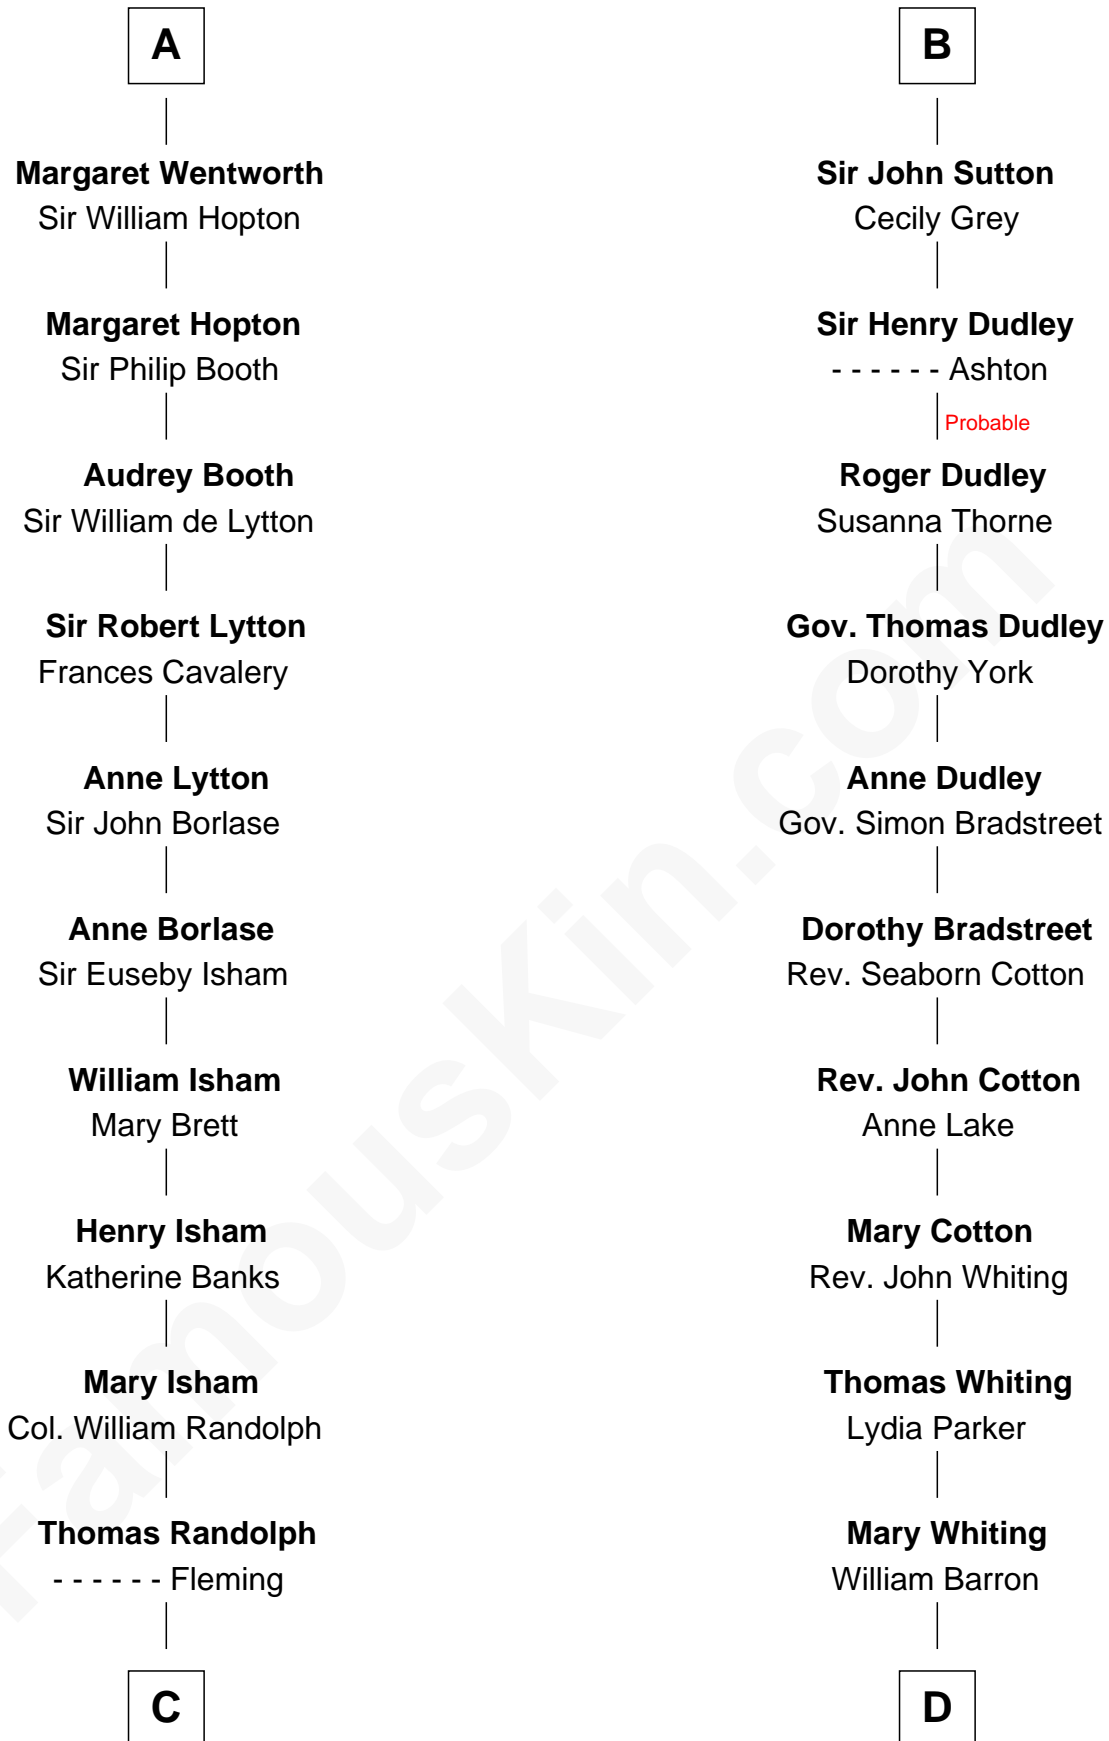 A
Margaret Wentworth
Sir William Hopton
Margaret Hopton
Sir Philip Booth
Audrey Booth
Sir William de Lytton
Sir Robert Lytton
Frances Cavalery
Anne Lytton
Sir John Borlase
Anne Borlase
Sir Euseby Isham
William Isham
Mary Brett
Henry Isham
Katherine Banks
Mary Isham
Col. William Randolph
Thomas Randolph
- - - - - - Fleming
C
B
Sir John Sutton
Cecily Grey
Sir Henry Dudley
- - - - - - Ashton
Probable
Roger Dudley
Susanna Thorne
Gov. Thomas Dudley
Dorothy York
Anne Dudley
Gov. Simon Bradstreet
Dorothy Bradstreet
Rev. Seaborn Cotton
Rev. John Cotton
Anne Lake
Mary Cotton
Rev. John Whiting
Thomas Whiting
Lydia Parker
Mary Whiting
William Barron
D
FamousKin.com